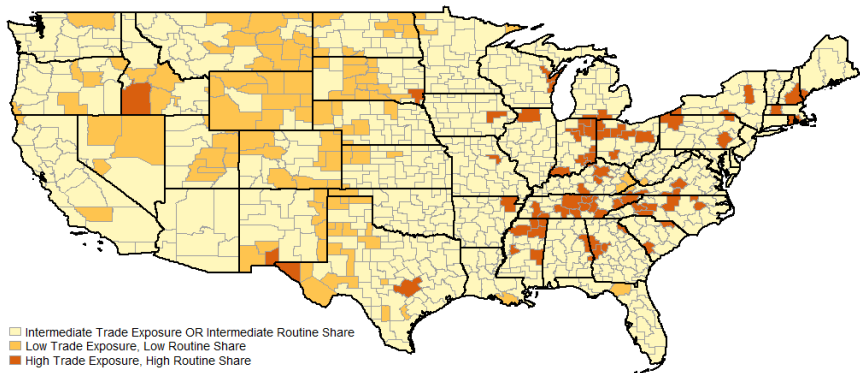 Intermediate Trade Exposure OR Intermediate Routine Share
Low Trade Exposure, Low Routine Share
High Trade Exposure, High Routine Share